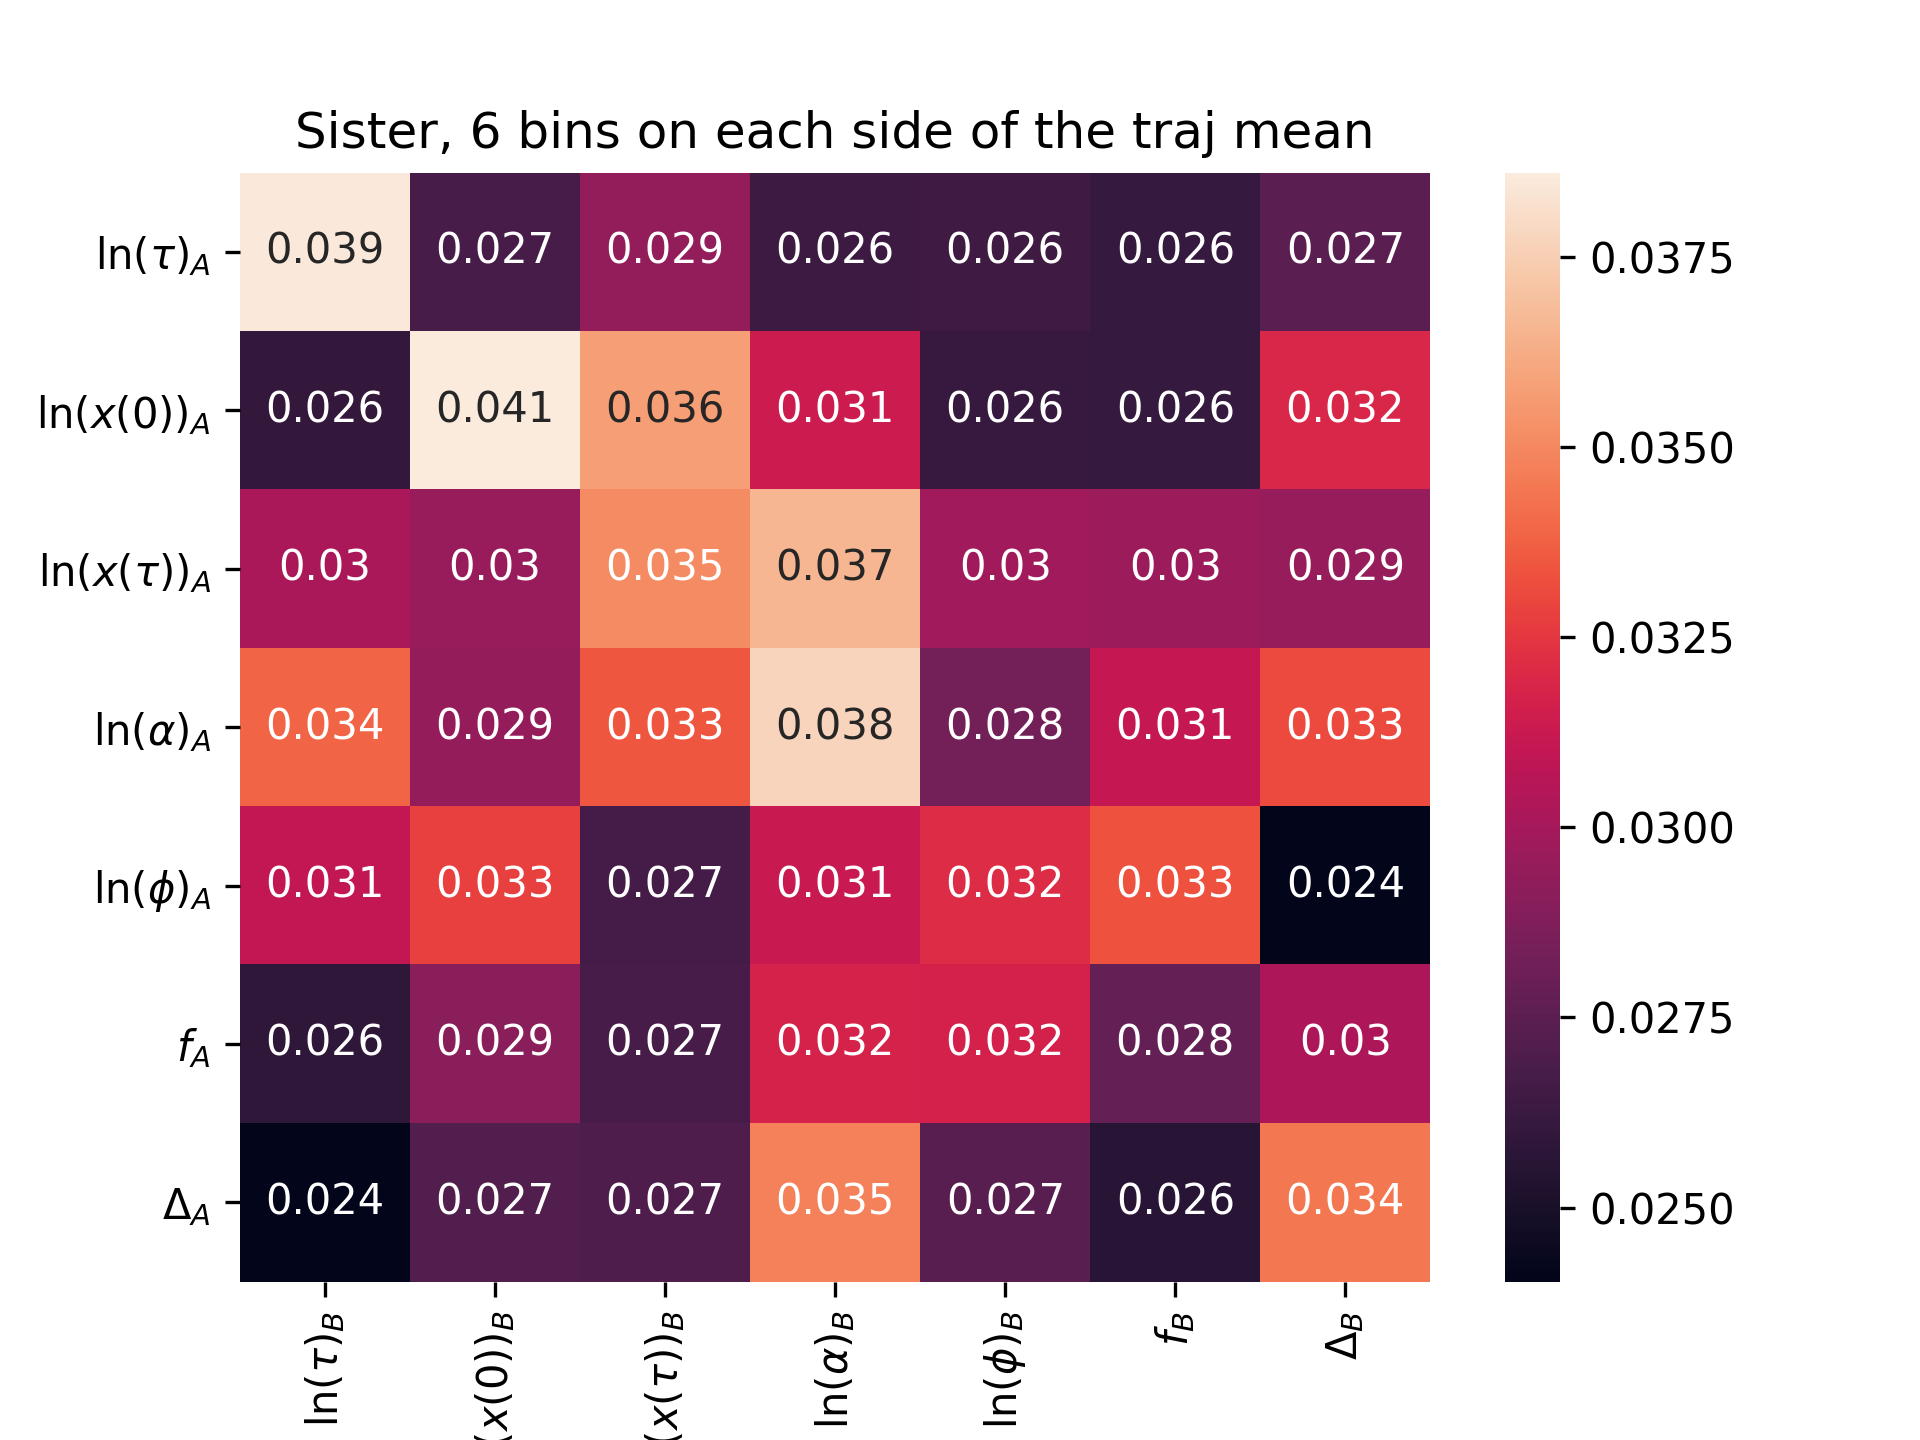 Sister, 6 bins on each side of the traj mean
ln(τ)A 0.039 0.027 0.029 0.026 0.026 0.026 0.027
ln(x(0))A 0.026 0.041 0.036 0.031 0.026 0.026 0.032
ln(x(τ))A 0.03 0.03 0.035 0.037 0.03 0.03 0.029
ln(α)A 0.034 0.029 0.033 0.038 0.028 0.031 0.033
ln(ϕ)A 0.031 0.033 0.027 0.031 0.032 0.033 0.024
fA 0.026 0.029 0.027 0.032 0.032 0.028 0.03
ΔA 0.024 0.027 0.027 0.035 0.027 0.026 0.034
ln(τ)B (x(0))B (x(τ))B ln(α)B ln(ϕ)B fB ΔB
0.0375
0.0350
0.0325
0.0300
0.0275
0.0250